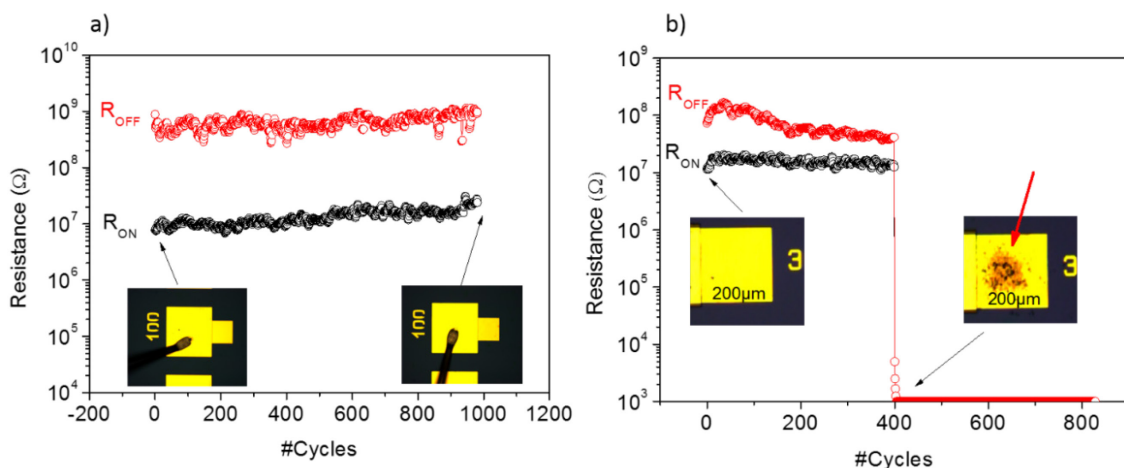 a)
10^10
10^9
10^8
10^7
10^6
10^5
10^4
Resistance (Ω)
R_OFF
R_ON
100
100
-200 0 200 400 600 800 1000 1200
#Cycles
b)
10^9
10^8
10^7
10^6
10^5
10^4
10^3
Resistance (Ω)
R_OFF
R_ON
200µm
3
200µm
3
0 200 400 600 800
#Cycles